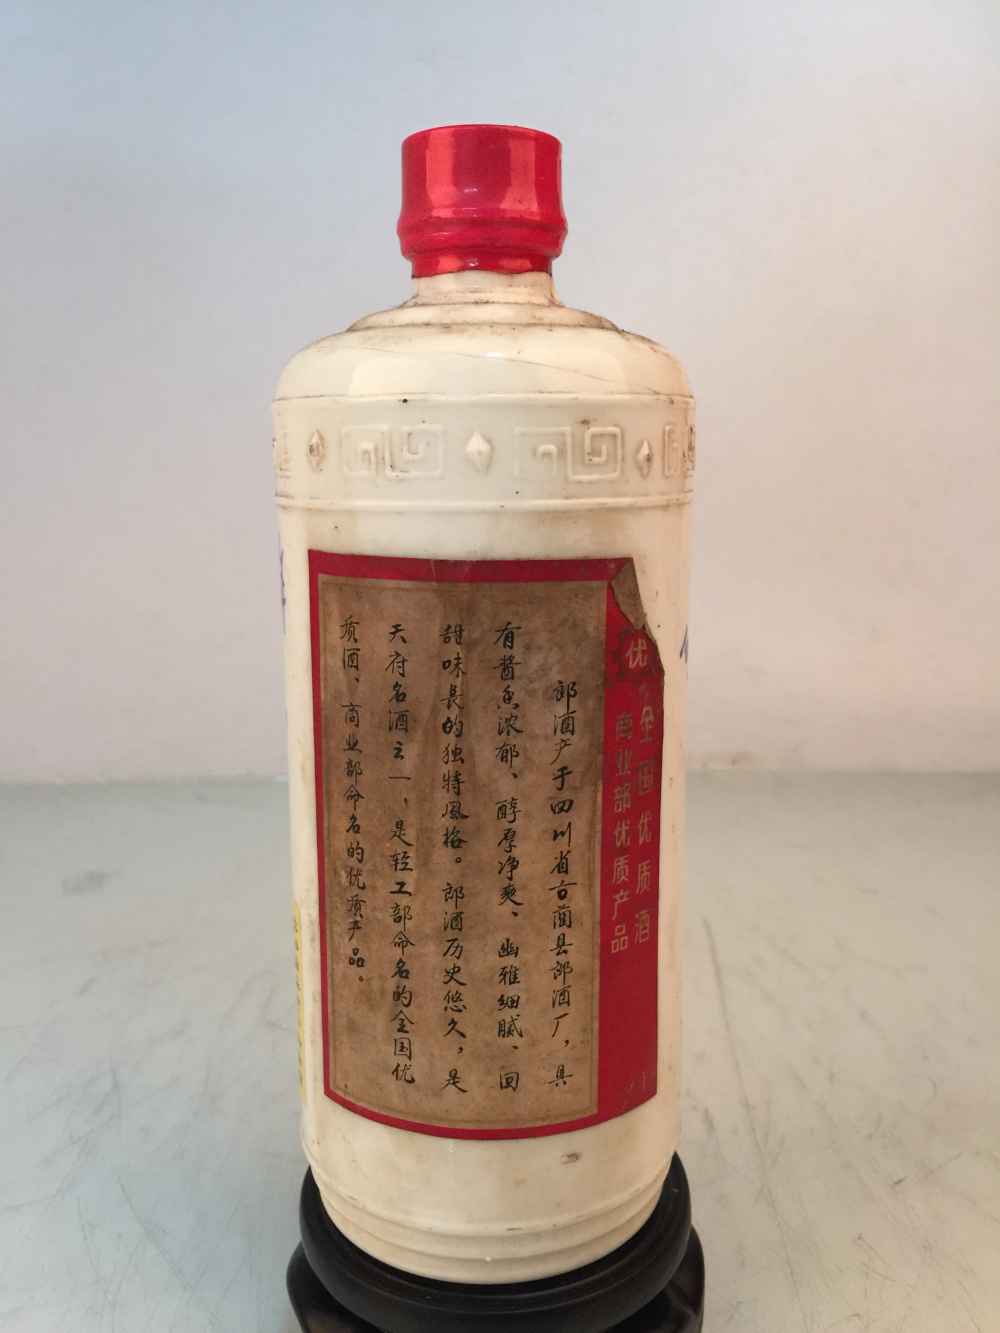 优
全国优质酒
商业部优质产品
郎酒产于四川省古蔺县郎酒厂，具
有酱香浓郁、醇厚净爽、幽雅细腻、回
甜味長的独特風格。郎酒历史悠久，是
天府名酒之一，是轻工部命名的全国优
质酒、商业部命名的优质产品。